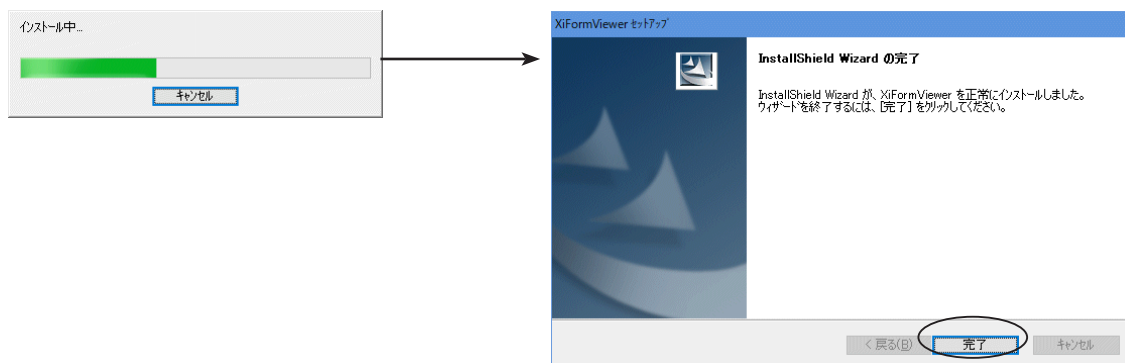 インストール中...
キャンセル
XiFormViewer セットアップ
InstallShield Wizard の完了
InstallShield Wizard が、XiFormViewer を正常にインストールしました。
ウィザードを終了するには、[完了] をクリックしてください。
< 戻る(B)
完了
キャンセル